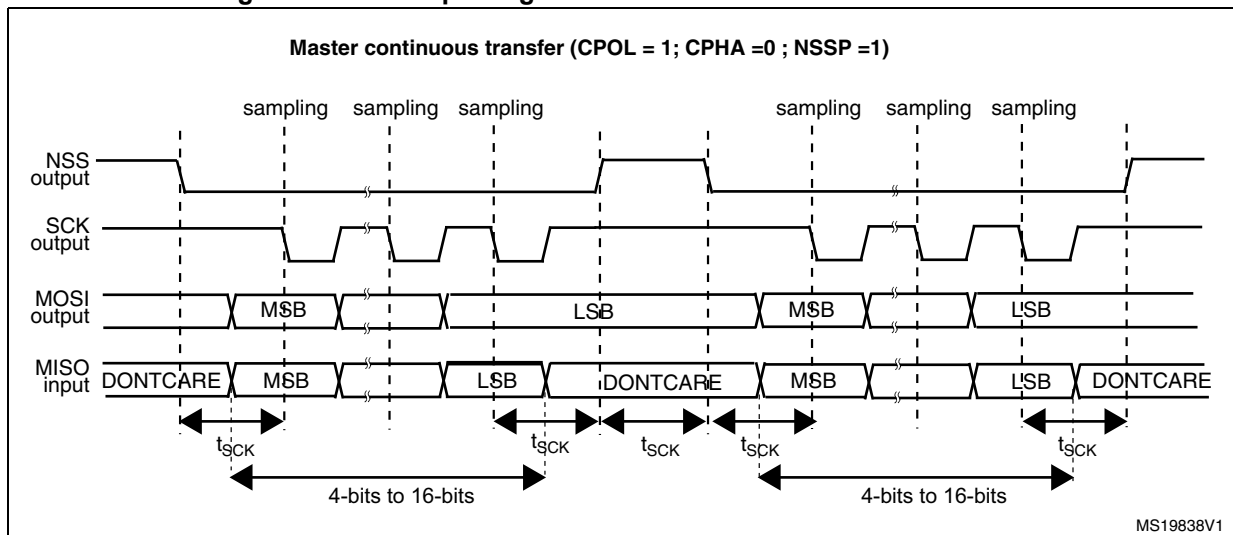 Master continuous transfer (CPOL = 1; CPHA =0 ; NSSP =1)
sampling sampling sampling sampling sampling sampling
NSS
output
SCK
output
MOSI
output
MSB LSB MSB LSB
MISO
input
DONTCARE MSB LSB DONTCARE MSB LSB DONTCARE
tSCK tSCK tSCK tSCK tSCK
4-bits to 16-bits 4-bits to 16-bits
MS19838V1